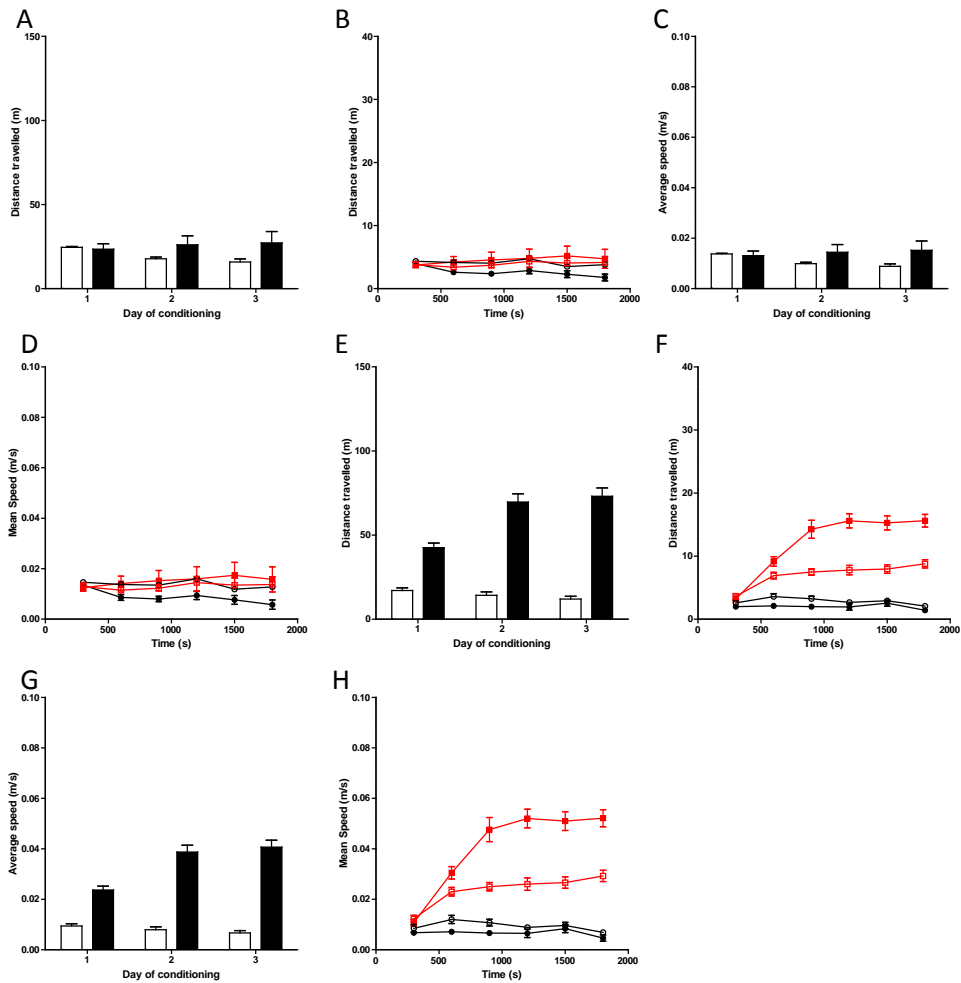 A
Distance travelled (m)
150
100
50
0
1 2 3
Day of conditioning
B
Distance travelled (m)
40
30
20
10
0
0 500 1000 1500 2000
Time (s)
C
Average speed (m/s)
0.10
0.08
0.06
0.04
0.02
0.00
1 2 3
Day of conditioning
D
Mean Speed (m/s)
0.10
0.08
0.06
0.04
0.02
0.00
0 500 1000 1500 2000
Time (s)
E
Distance travelled (m)
150
100
50
0
1 2 3
Day of conditioning
F
Distance travelled (m)
40
30
20
10
0
0 500 1000 1500 2000
Time (s)
G
Average speed (m/s)
0.10
0.08
0.06
0.04
0.02
0.00
1 2 3
Day of conditioning
H
Mean Speed (m/s)
0.10
0.08
0.06
0.04
0.02
0.00
0 500 1000 1500 2000
Time (s)